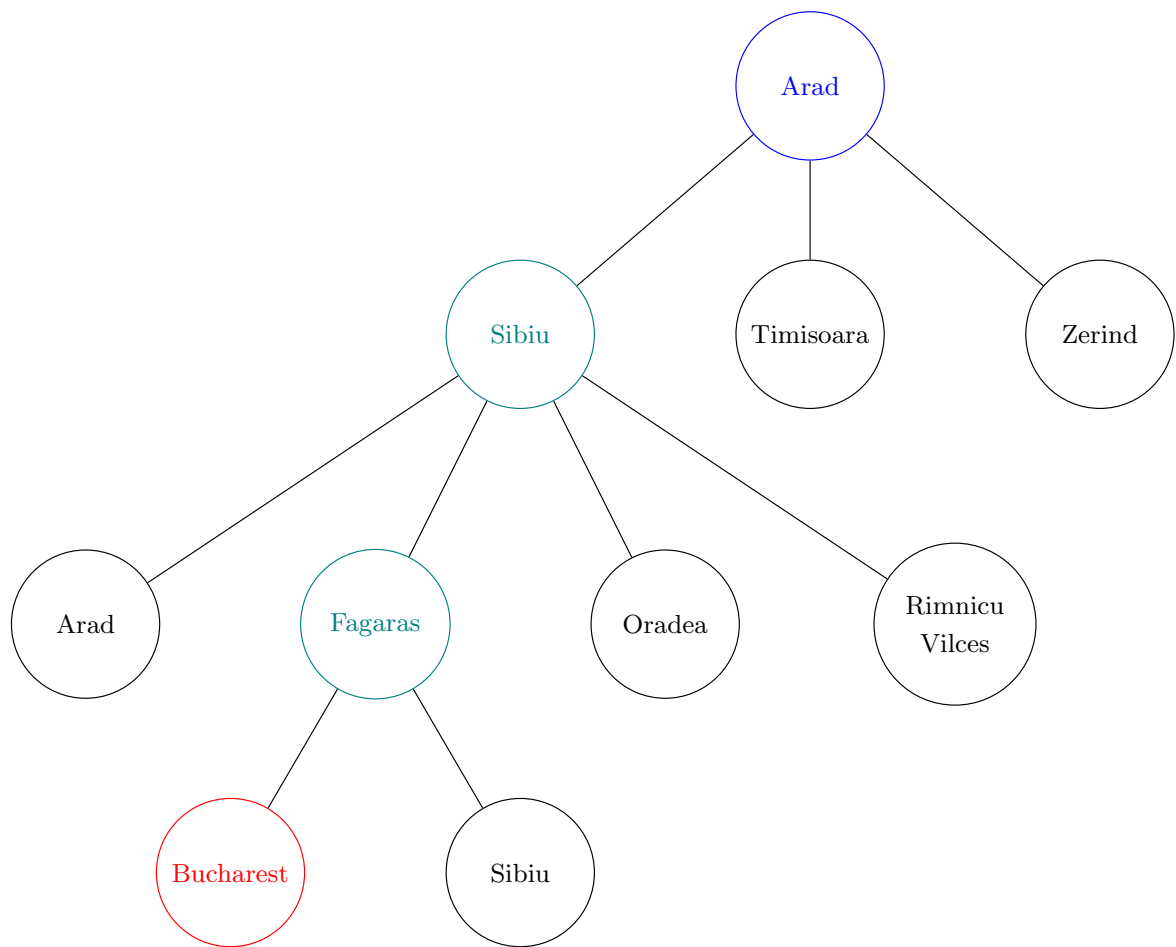 Arad
Sibiu
Timisoara
Zerind
Arad
Fagaras
Oradea
Rimnicu
Vilces
Bucharest
Sibiu